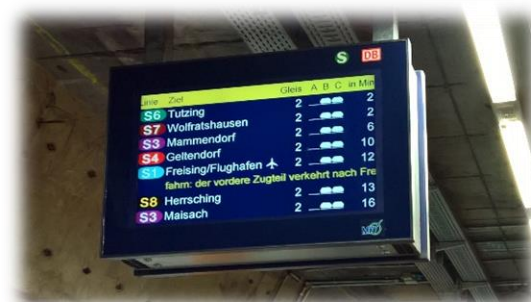 S DB
Linie Ziel Gleis A B C in Min
S6 Tutzing 2 2
S7 Wolfratshausen 2 2
S3 Mammendorf 2 6
S4 Geltendorf 2 10
S1 Freising/Flughafen 2 12
fahrn: der vordere Zugteil verkehrt nach Fre
S8 Herrsching 2 13
S3 Maisach 2 16